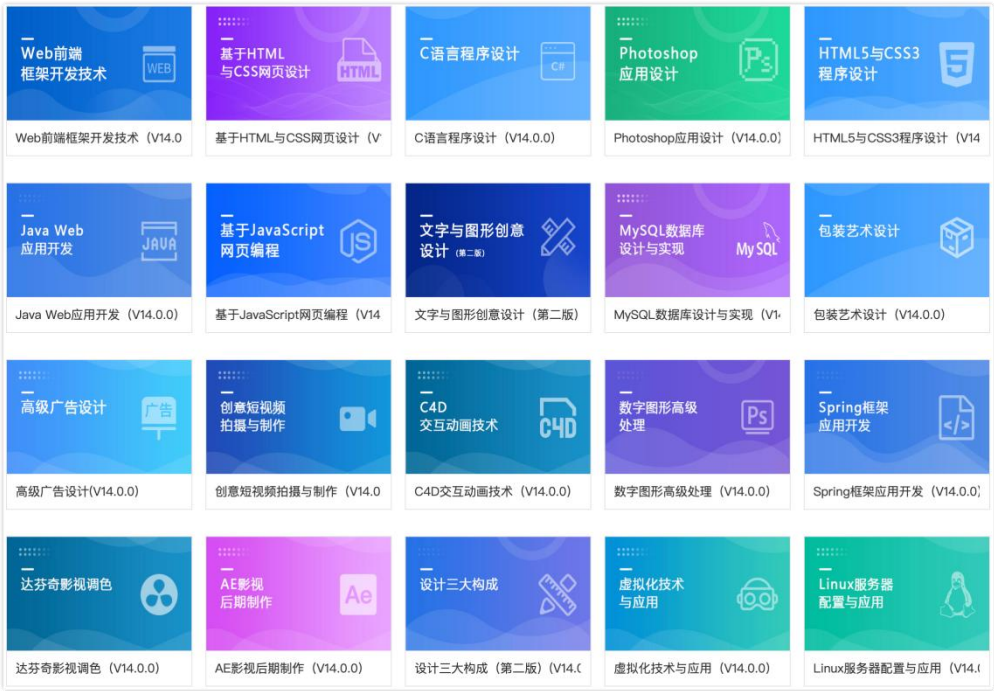 Web前端
框架开发技术
WEB
Web前端框架开发技术（V14.0
基于HTML
与CSS网页设计
HTML
基于HTML与CSS网页设计（V
C语言程序设计
C#
C语言程序设计（V14.0.0）
Photoshop
应用设计
Ps
Photoshop应用设计（V14.0.0）
HTML5与CSS3
程序设计
5
HTML5与CSS3程序设计（V14
Java Web
应用开发
JAVA
Java Web应用开发（V14.0.0）
基于JavaScript
网页编程
JS
基于JavaScript网页编程（V14
文字与图形创意
设计（第二版）
文字与图形创意设计（第二版）
MySQL数据库
设计与实现
My SQL
MySQL数据库设计与实现（V1
包装艺术设计
包装艺术设计（V14.0.0）
高级广告设计
广告
高级广告设计(V14.0.0)
创意短视频
拍摄与制作
创意短视频拍摄与制作（V14.0
C4D
交互动画技术
C4D
C4D交互动画技术（V14.0.0）
数字图形高级
处理
Ps
数字图形高级处理（V14.0.0）
Spring框架
应用开发
</>
Spring框架应用开发（V14.0.0）
达芬奇影视调色
达芬奇影视调色（V14.0.0）
AE影视
后期制作
Ae
AE影视后期制作（V14.0.0）
设计三大构成
设计三大构成（第二版）（V14.0
虚拟化技术
与应用
虚拟化技术与应用（V14.0.0）
Linux服务器
配置与应用
Linux服务器配置与应用（V14.0